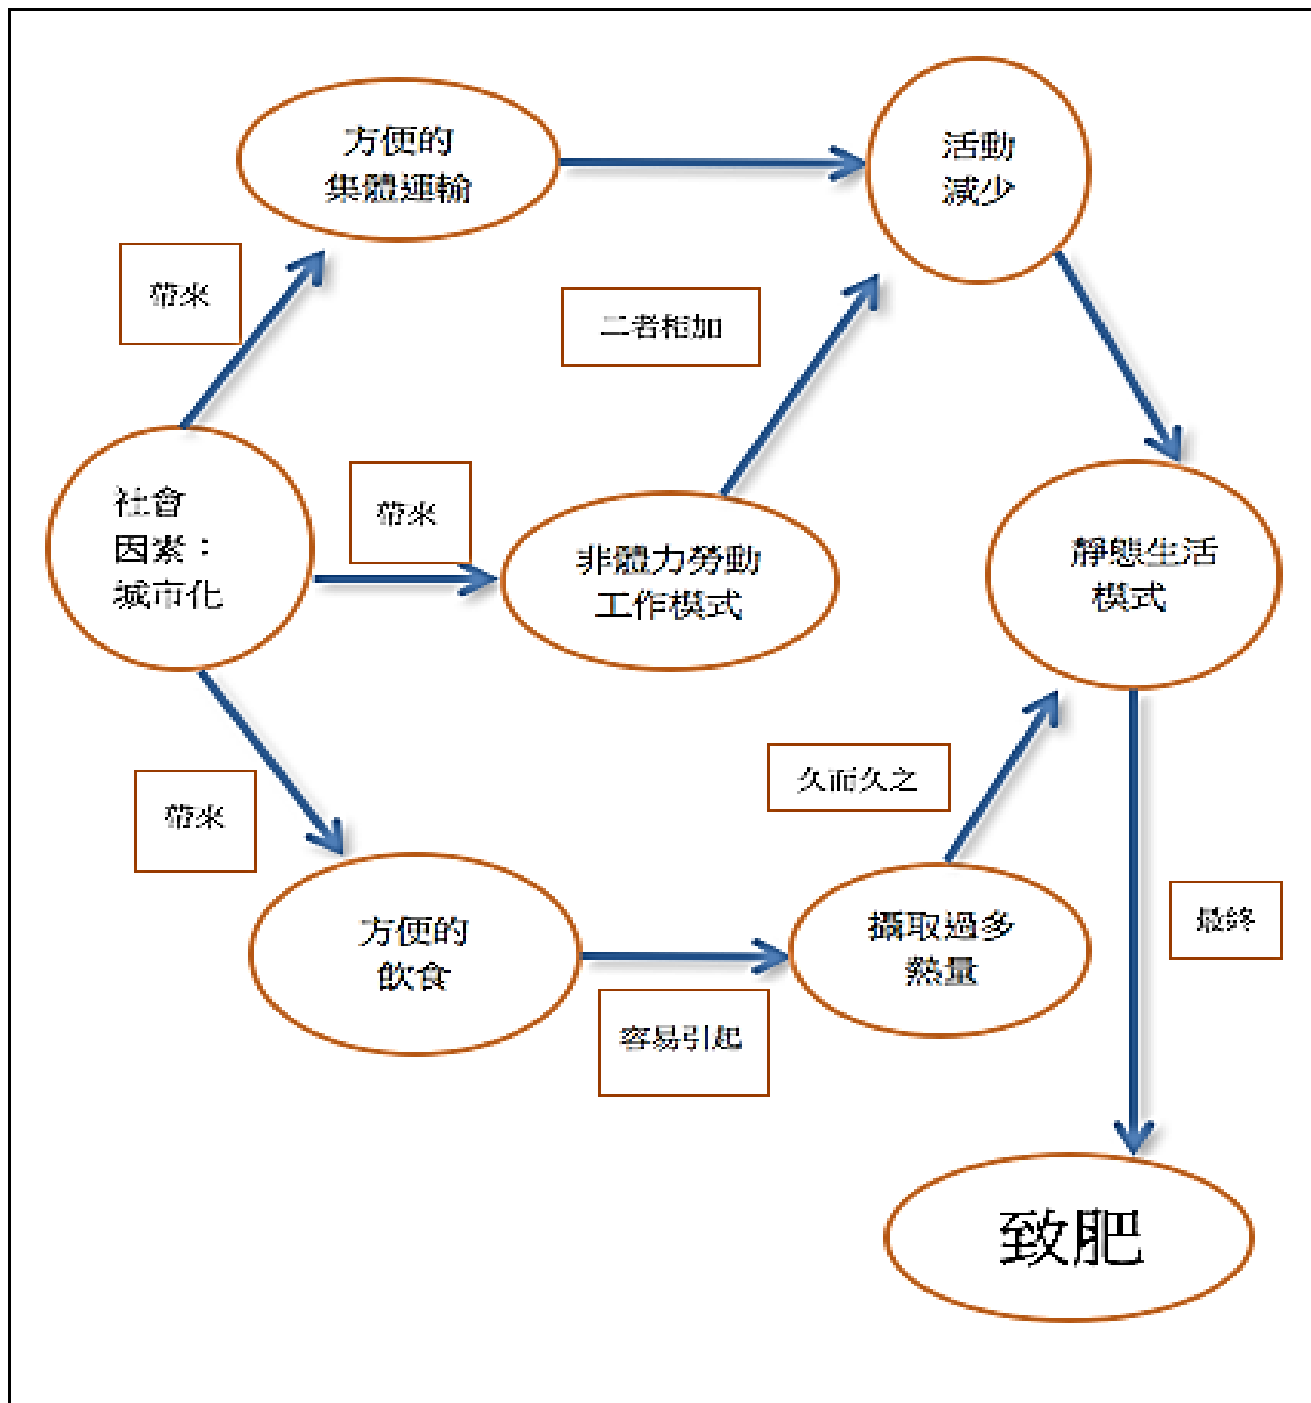 方便的
集體運輸
活動
減少
帶來
二者相加
社會
因素：
城市化
帶來
非體力勞動
工作模式
靜態生活
模式
帶來
久而久之
方便的
飲食
攝取過多
熱量
最終
容易引起
致肥